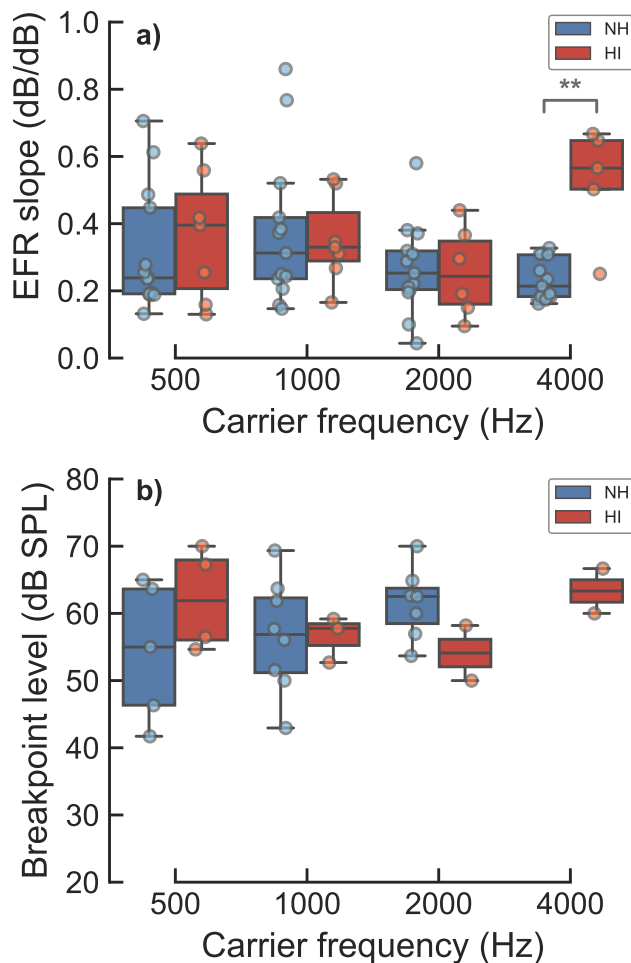 a)
NH
HI
**
EFR slope (dB/dB)
1.0
0.8
0.6
0.4
0.2
0.0
500 1000 2000 4000
Carrier frequency (Hz)
b)
NH
HI
Breakpoint level (dB SPL)
80
70
60
50
40
30
20
500 1000 2000 4000
Carrier frequency (Hz)